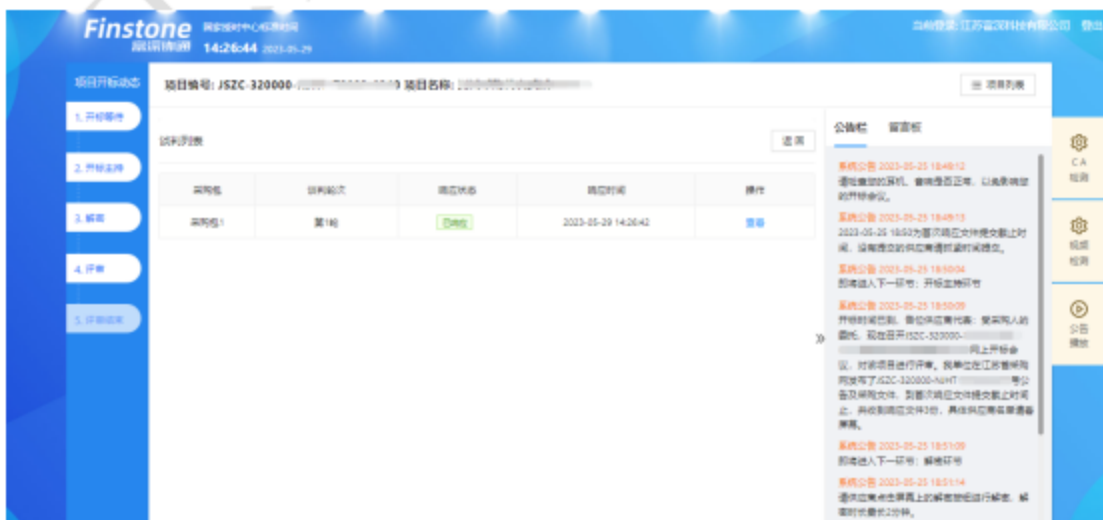 Finstone 国家授时中心标准时间
富深协通 14:26:44 2023-05-29
当前登录:江苏富深科技有限公司 登出
项目开标动态
1. 开标等待
2. 开标主持
3. 解密
4. 评审
5. 评审结束
项目编号: JSZC-320000- 项目名称:
项目列表
谈判列表
采购包 谈判轮次 响应状态 响应时间 操作
采购包1 第1轮 已响应 2023-05-29 14:26:42 查看
公告栏 留言板
系统公告 2023-05-25 18:49:12
请检查您的耳机、音响是否正常,以免影响您
的开标会议。
系统公告 2023-05-25 18:49:13
2023-05-25 18:50为首次响应文件提交截止时
间,没有提交的供应商请抓紧时间提交。
系统公告 2023-05-25 18:50:04
即将进入下一环节:开标主持环节
系统公告 2023-05-25 18:50:09
开标时间已到,各位供应商代表:受采购人的
委托,现在召开JSZC-320000-
网上开标会
议,对该项目进行评审。我单位在江苏省采购
网发布了JSZC-320000-NJHT 号公
告及采购文件,到首次响应文件提交截止时间
止,共收到响应文件3份,具体供应商名单请看
屏幕。
系统公告 2023-05-25 18:51:09
即将进入下一环节:解密环节
系统公告 2023-05-25 18:51:14
请供应商点击屏幕上的解密按钮进行解密,解
密时长最长2分钟。
CA
检测
视频
检测
公告
播放